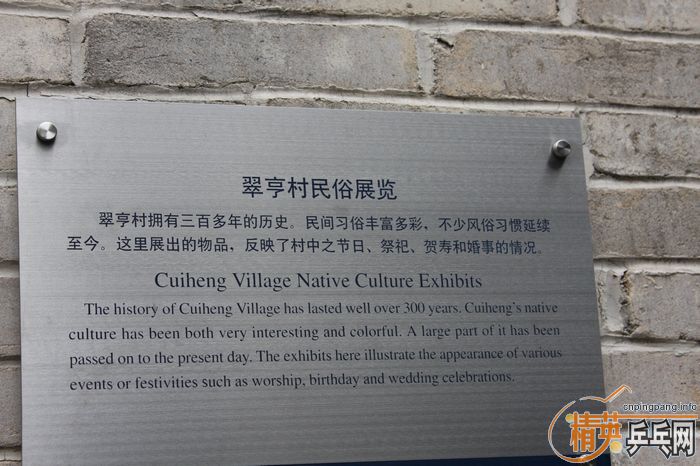 翠亨村民俗展览
翠亨村拥有三百多年的历史。民间习俗丰富多彩，不少风俗习惯延续
至今。这里展出的物品，反映了村中之节日、祭祀、贺寿和婚事的情况。
Cuiheng Village Native Culture Exhibits
The history of Cuiheng Village has lasted well over 300 years. Cuiheng's native
culture has been both very interesting and colorful. A large part of it has been
passed on to the present day. The exhibits here illustrate the appearance of various
events or festivities such as worship, birthday and wedding celebrations.
cnpingpang.info
精英乒乓网